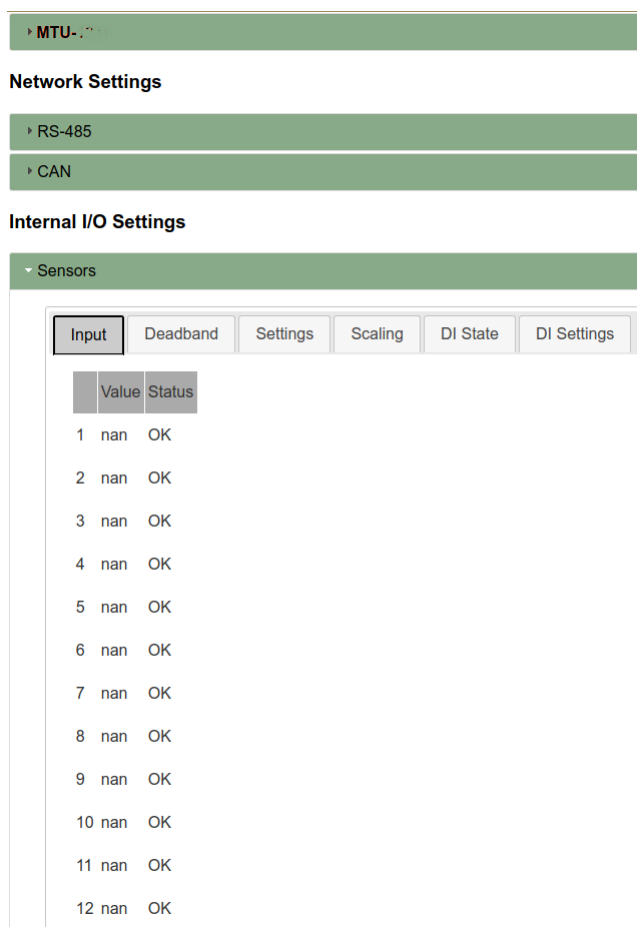 MTU-
Network Settings
RS-485
CAN
Internal I/O Settings
Sensors
Input Deadband Settings Scaling DI State DI Settings
Value Status
1 nan OK
2 nan OK
3 nan OK
4 nan OK
5 nan OK
6 nan OK
7 nan OK
8 nan OK
9 nan OK
10 nan OK
11 nan OK
12 nan OK